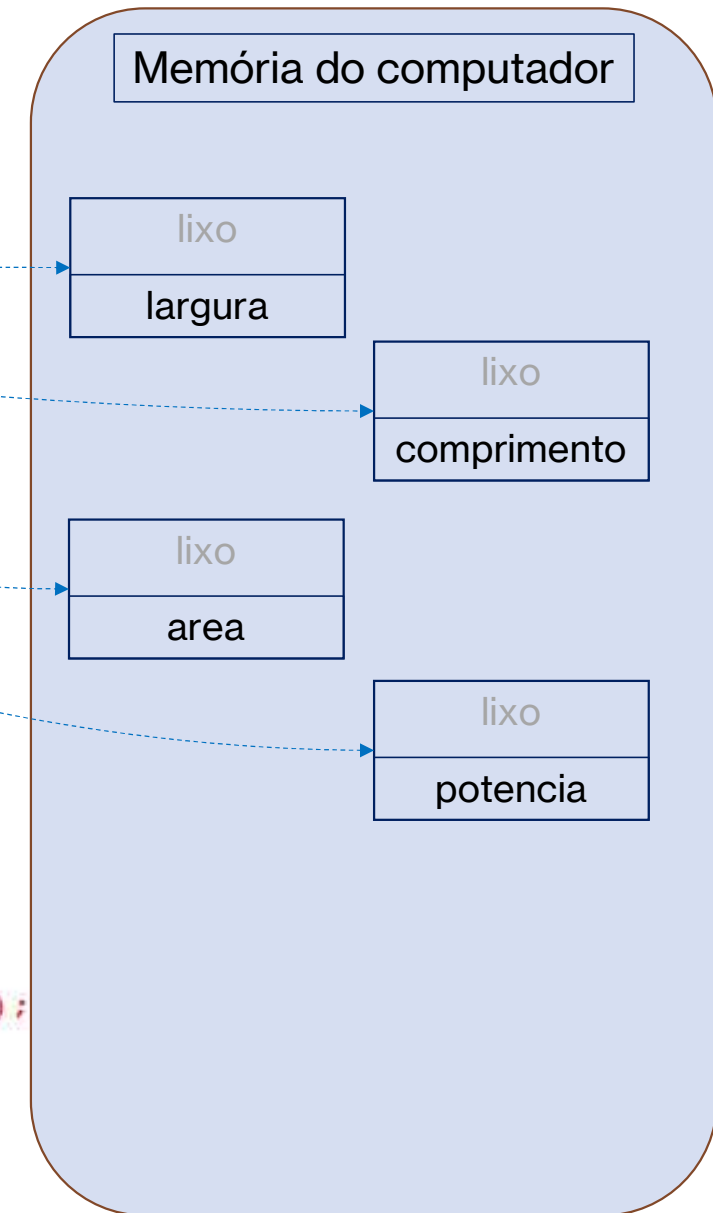 Memória do computador
lixo
largura
lixo
comprimento
lixo
area
lixo
potencia
);